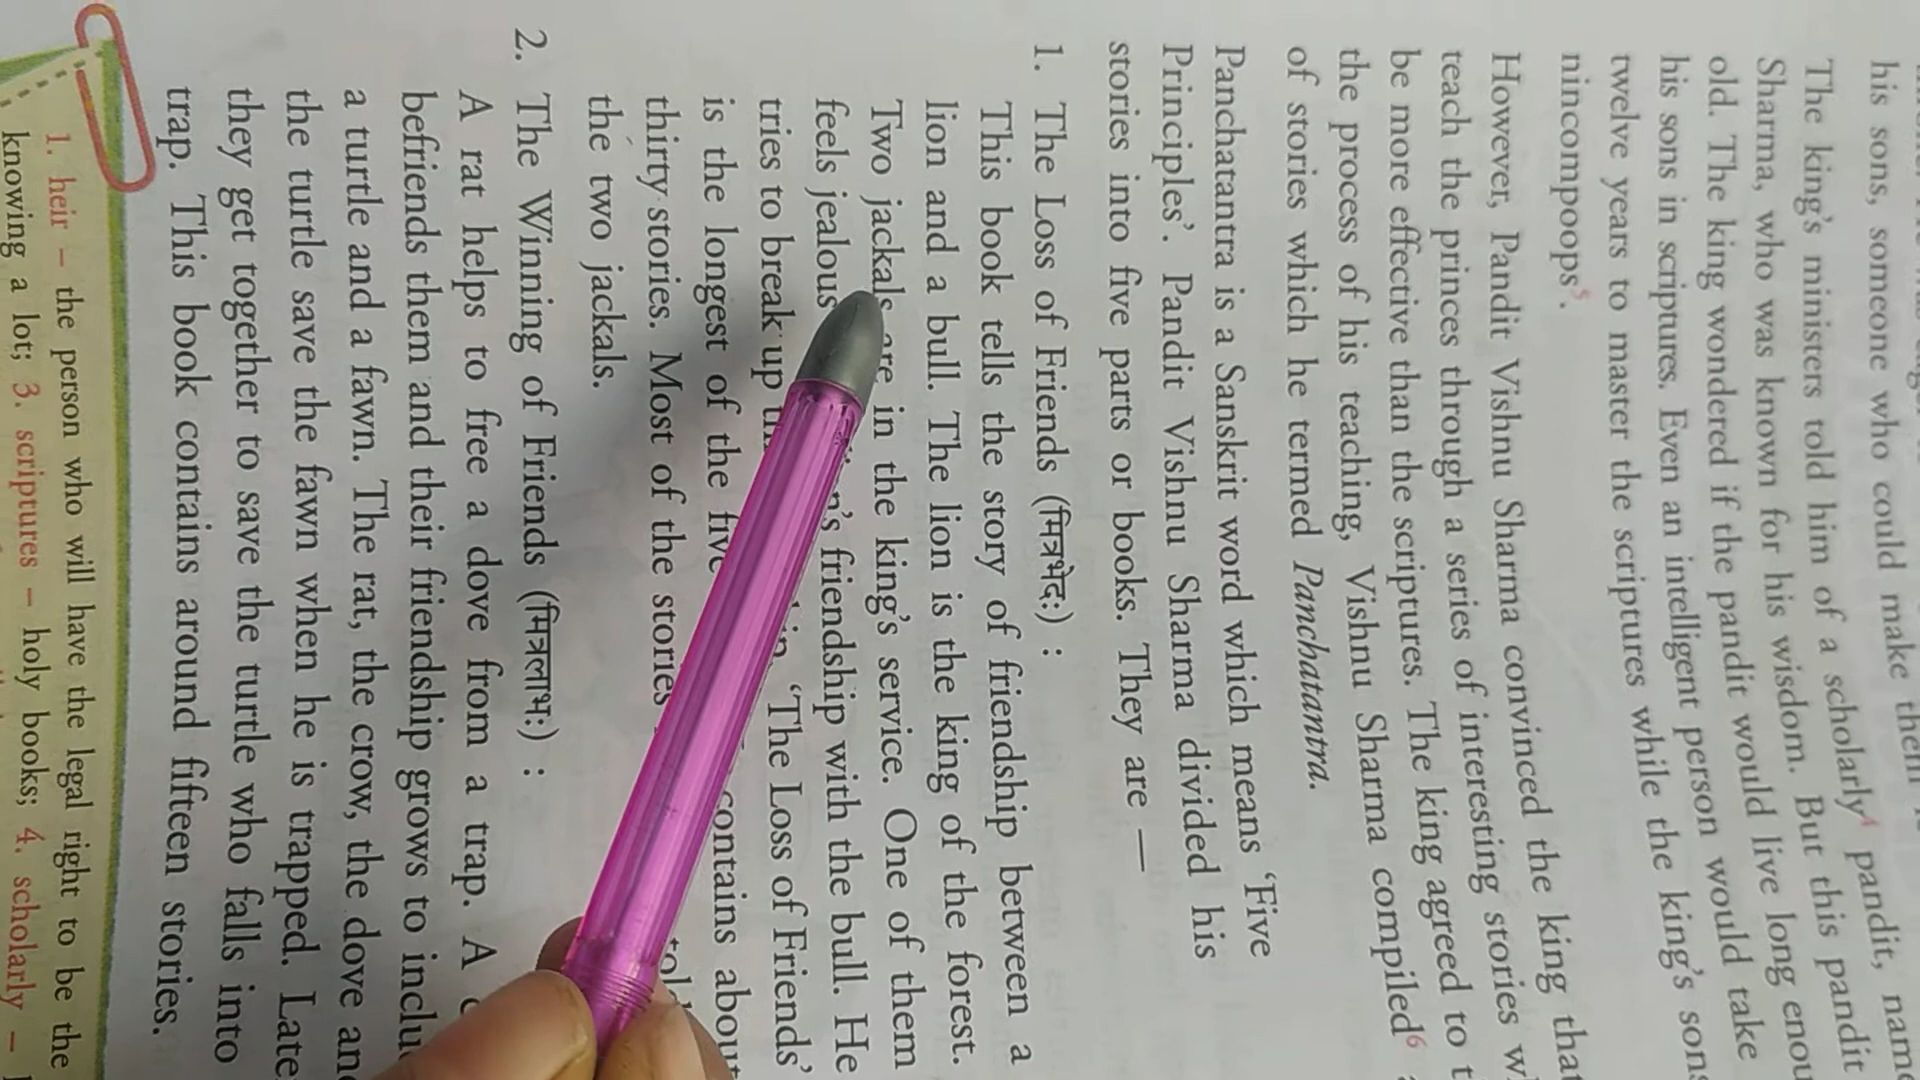 his sons, someone who could make them
The king's ministers told him of a scholarly⁴ pandit,
Sharma, who was known for his wisdom. But this pandit
old. The king wondered if the pandit would live long
his sons in scriptures. Even an intelligent person would take
twelve years to master the scriptures while the king's sons
nincompoops⁵.
However, Pandit Vishnu Sharma convinced the king that
teach the princes through a series of interesting stories
be more effective than the scriptures. The king agreed to
the process of his teaching, Vishnu Sharma compiled⁶
of stories which he termed Panchatantra.
Panchatantra is a Sanskrit word which means 'Five
Principles'. Pandit Vishnu Sharma divided his
stories into five parts or books. They are —
1. The Loss of Friends (मित्रभेदः) :
This book tells the story of friendship between a
lion and a bull. The lion is the king of the forest.
Two jackals are in the king's service. One of them
feels jealous friendship with the bull. He
tries to break up 'The Loss of Friends'
is the longest of the five contains about
thirty stories. Most of the stories
the two jackals.
2. The Winning of Friends (मित्रलाभः) :
A rat helps to free a dove from a trap. A
befriends them and their friendship grows to
a turtle and a fawn. The rat, the crow, the dove
the turtle save the fawn when he is trapped.
they get together to save the turtle who falls into
trap. This book contains around fifteen stories.
1. heir – the person who will have the legal right to be the
knowing a lot; 3. scriptures – holy books; 4. scholarly –